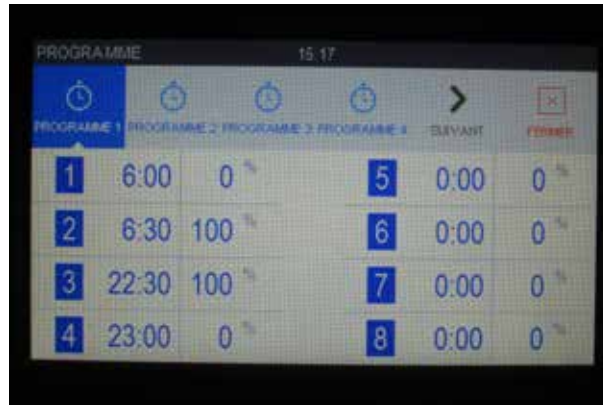 PROGRAMME 15:17
PROGRAMME 1 PROGRAMME 2 PROGRAMME 3 PROGRAMME 4 SUIVANT FERMER
1 6:00 0 % 5 0:00 0 %
2 6:30 100 % 6 0:00 0 %
3 22:30 100 % 7 0:00 0 %
4 23:00 0 % 8 0:00 0 %